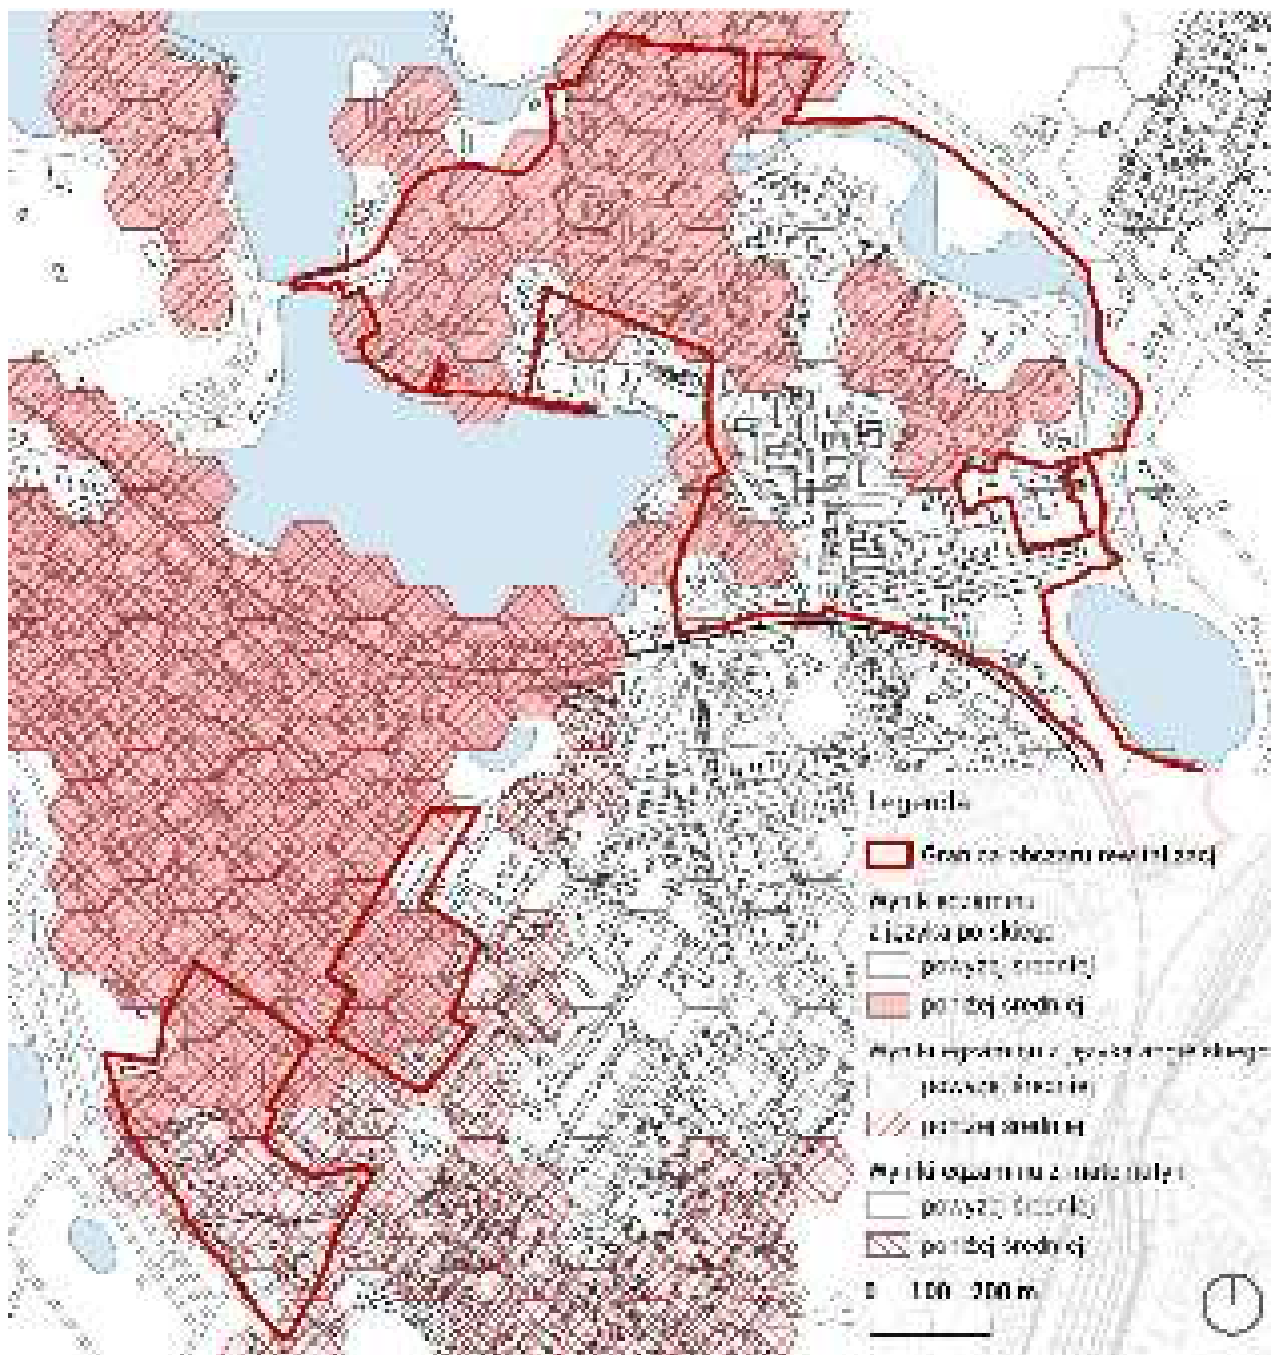 Legenda
Granica obszaru rewitalizacji
Wyniki egzaminu
z języka polskiego
powyżej średniej
poniżej średniej
Wyniki egzaminu z języka angielskiego
powyżej średniej
poniżej średniej
Wyniki egzaminu z matematyki
powyżej średniej
poniżej średniej
0 100 200 m